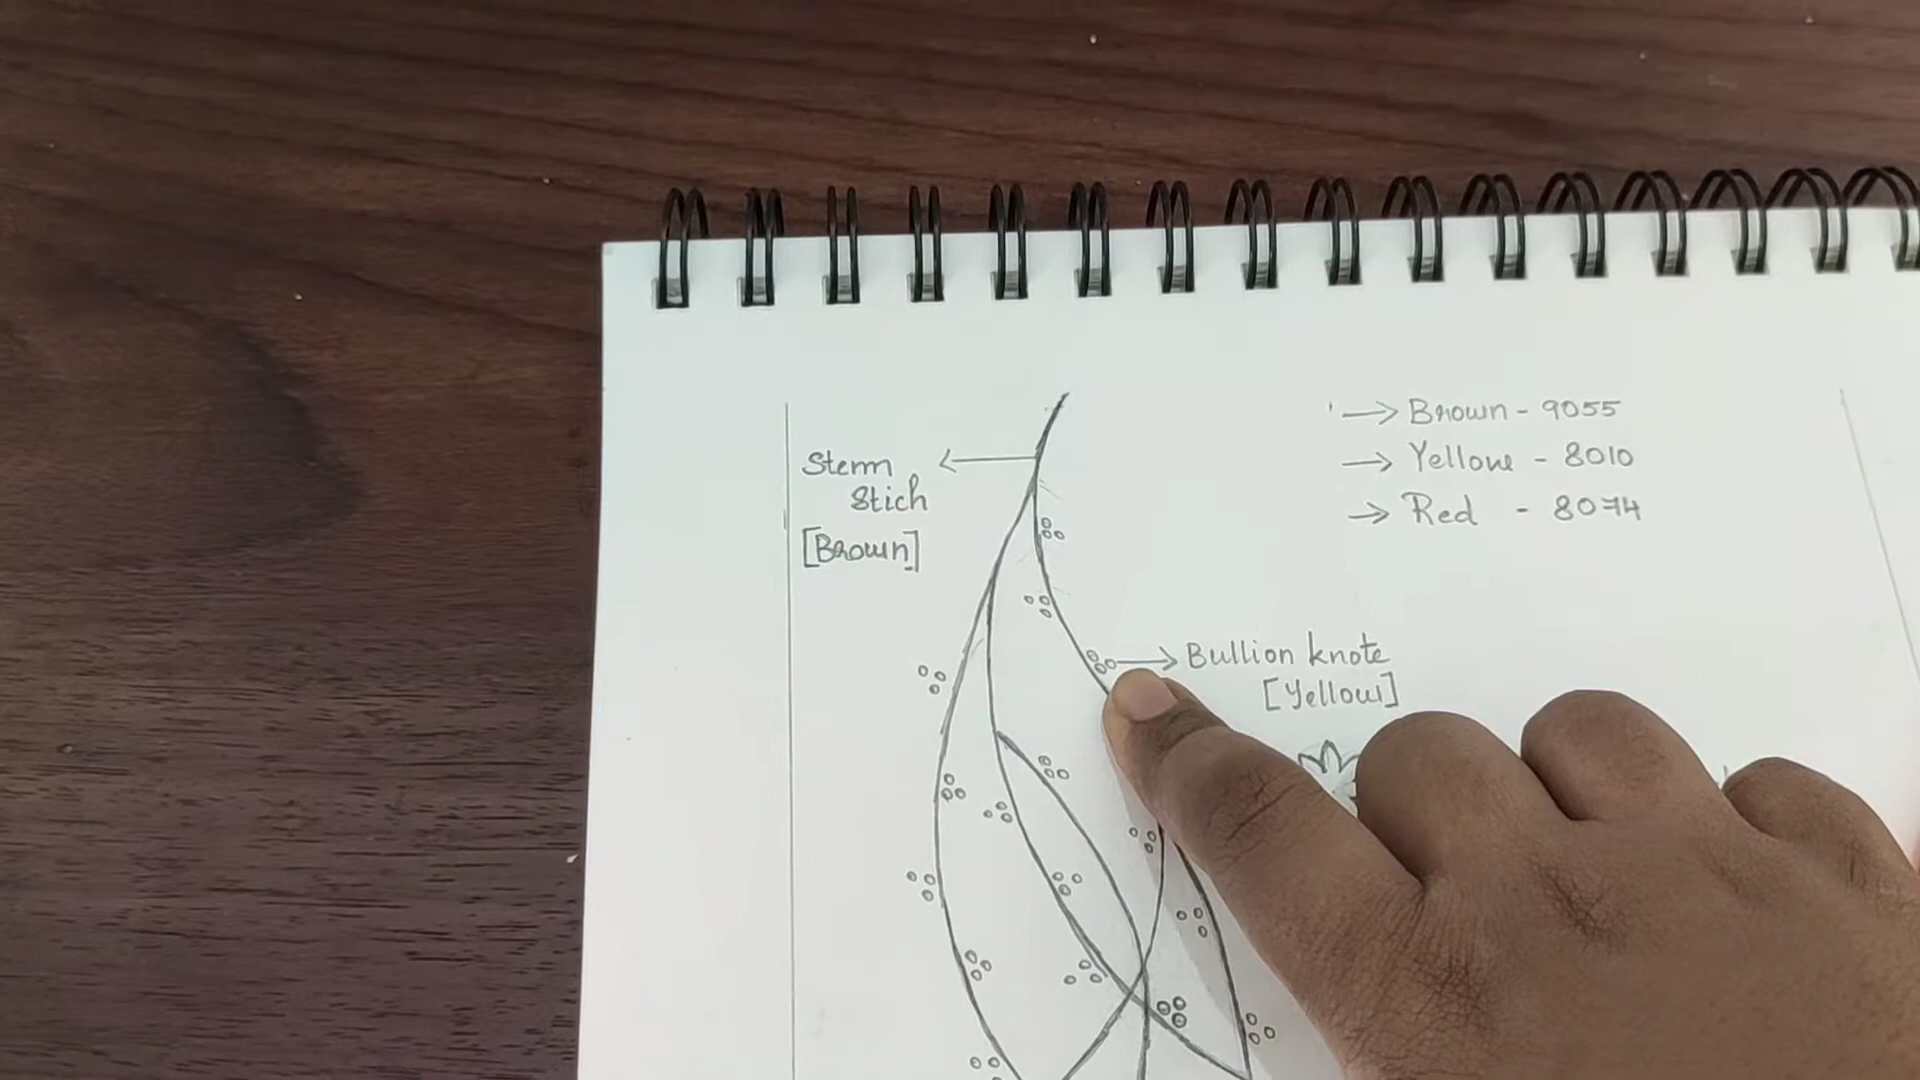 Stem
Stich
[Brown]
→ Brown - 9055
→ Yellow - 8010
→ Red - 8074
Bullion knote
[Yellow]